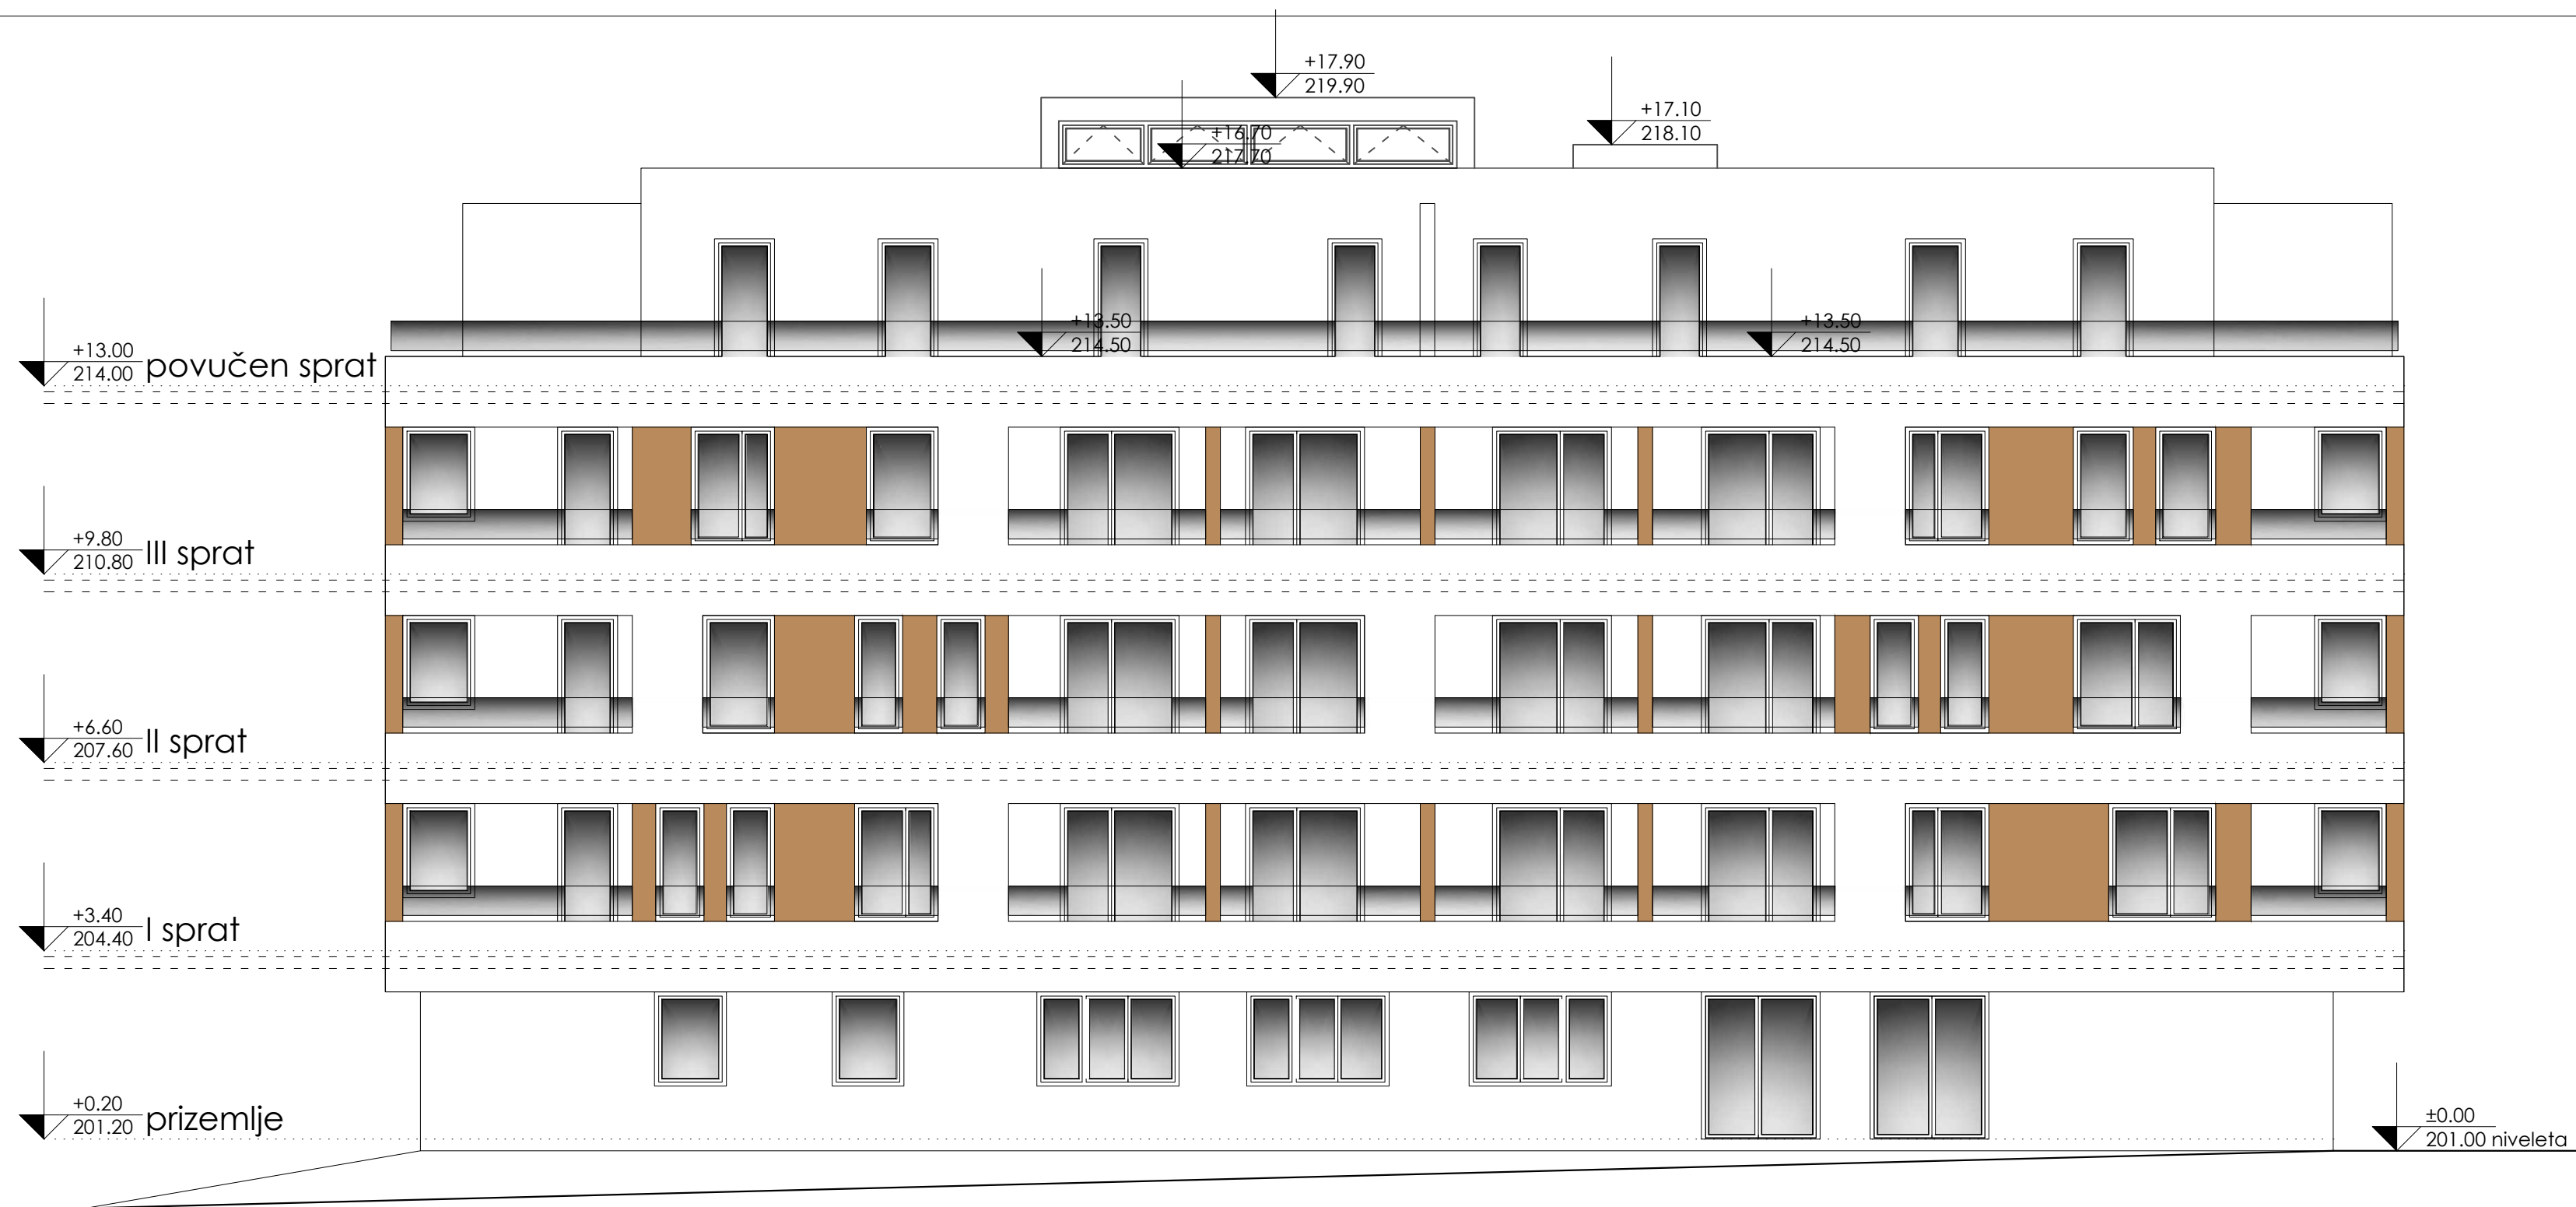 +17.90
219.90
+17.10
218.10
+16.70
217.70
+13.50
214.50
+13.50
214.50
+13.00
214.00 povučen sprat
+9.80
210.80 III sprat
+6.60
207.60 II sprat
+3.40
204.40 I sprat
+0.20
201.20 prizemlje
±0.00
201.00 niveleta